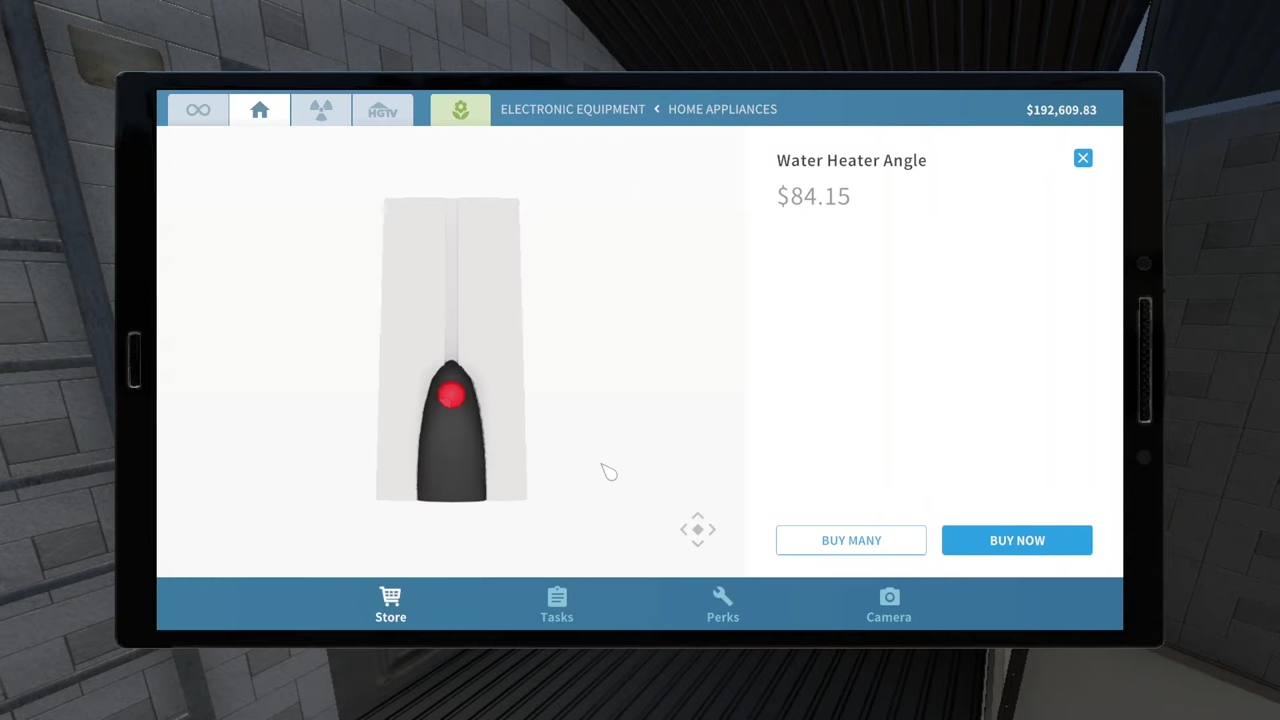 HGTV
ELECTRONIC EQUIPMENT < HOME APPLIANCES
$192,609.83
Water Heater Angle
$84.15
BUY MANY
BUY NOW
Store
Tasks
Perks
Camera